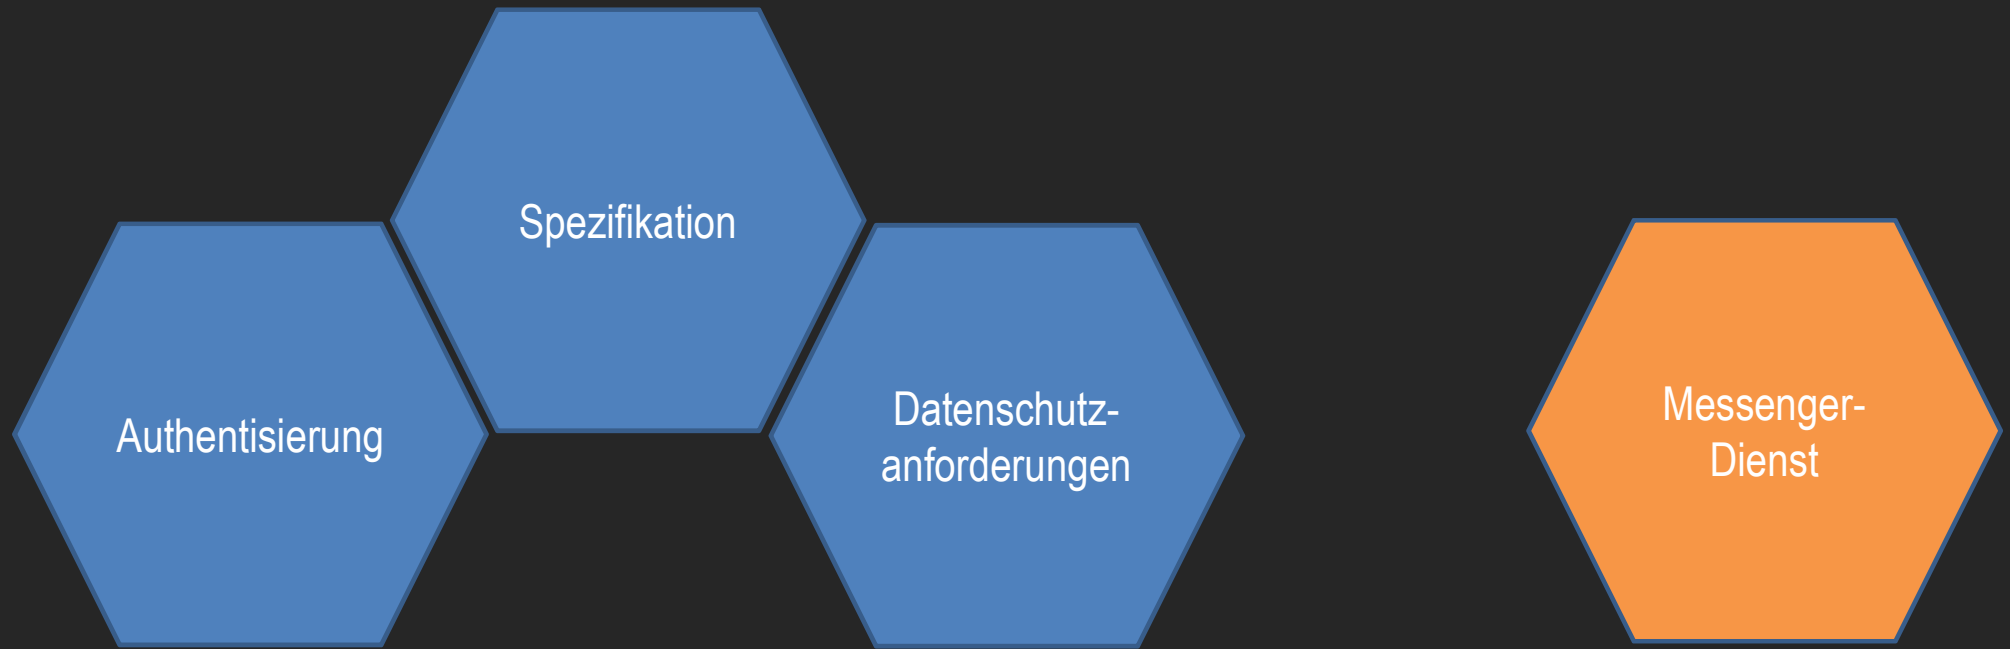 Spezifikation
Authentisierung
Datenschutz-
anforderungen
Messenger-
Dienst